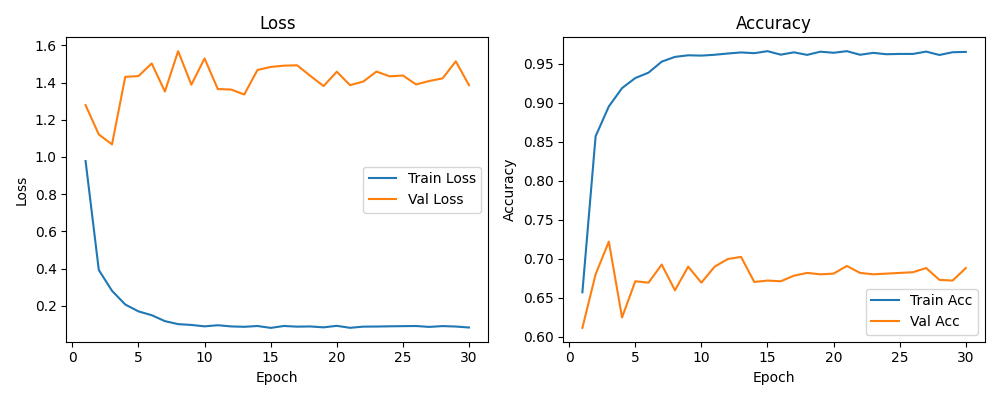 Loss
1.6
1.4
1.2
1.0
0.8
0.6
0.4
0.2
Loss
Train Loss
Val Loss
0 5 10 15 20 25 30
Epoch
Accuracy
0.95
0.90
0.85
0.80
0.75
0.70
0.65
0.60
Accuracy
Train Acc
Val Acc
0 5 10 15 20 25 30
Epoch